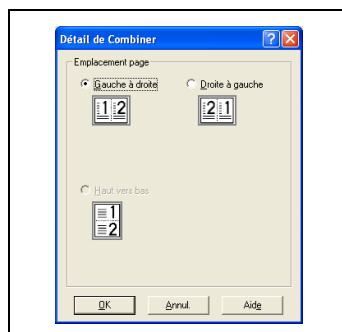 Détail de Combiner
Emplacement page
Gauche à droite
Droite à gauche
1 2
2 1
Haut vers bas
1
2
OK
Annul.
Aide